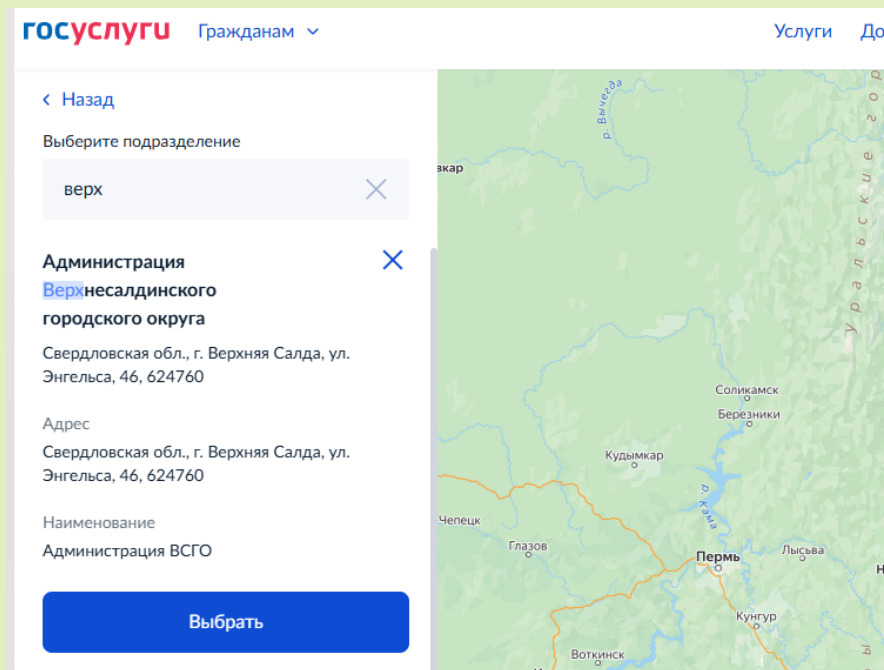 госуслуги Гражданам Услуги До
Назад
Выберите подразделение
верх
Администрация
Верхнесалдинского
городского округа
Свердловская обл., г. Верхняя Салда, ул.
Энгельса, 46, 624760
Адрес
Свердловская обл., г. Верхняя Салда, ул.
Энгельса, 46, 624760
Наименование
Администрация ВСГО
Выбрать
р. Вычегда
вкар
Уральские гор
Соликамск
Березники
Кудымкар
р. Кама
Чепецк
Глазов
Пермь
Лысьва
Н
Кунгур
Воткинск